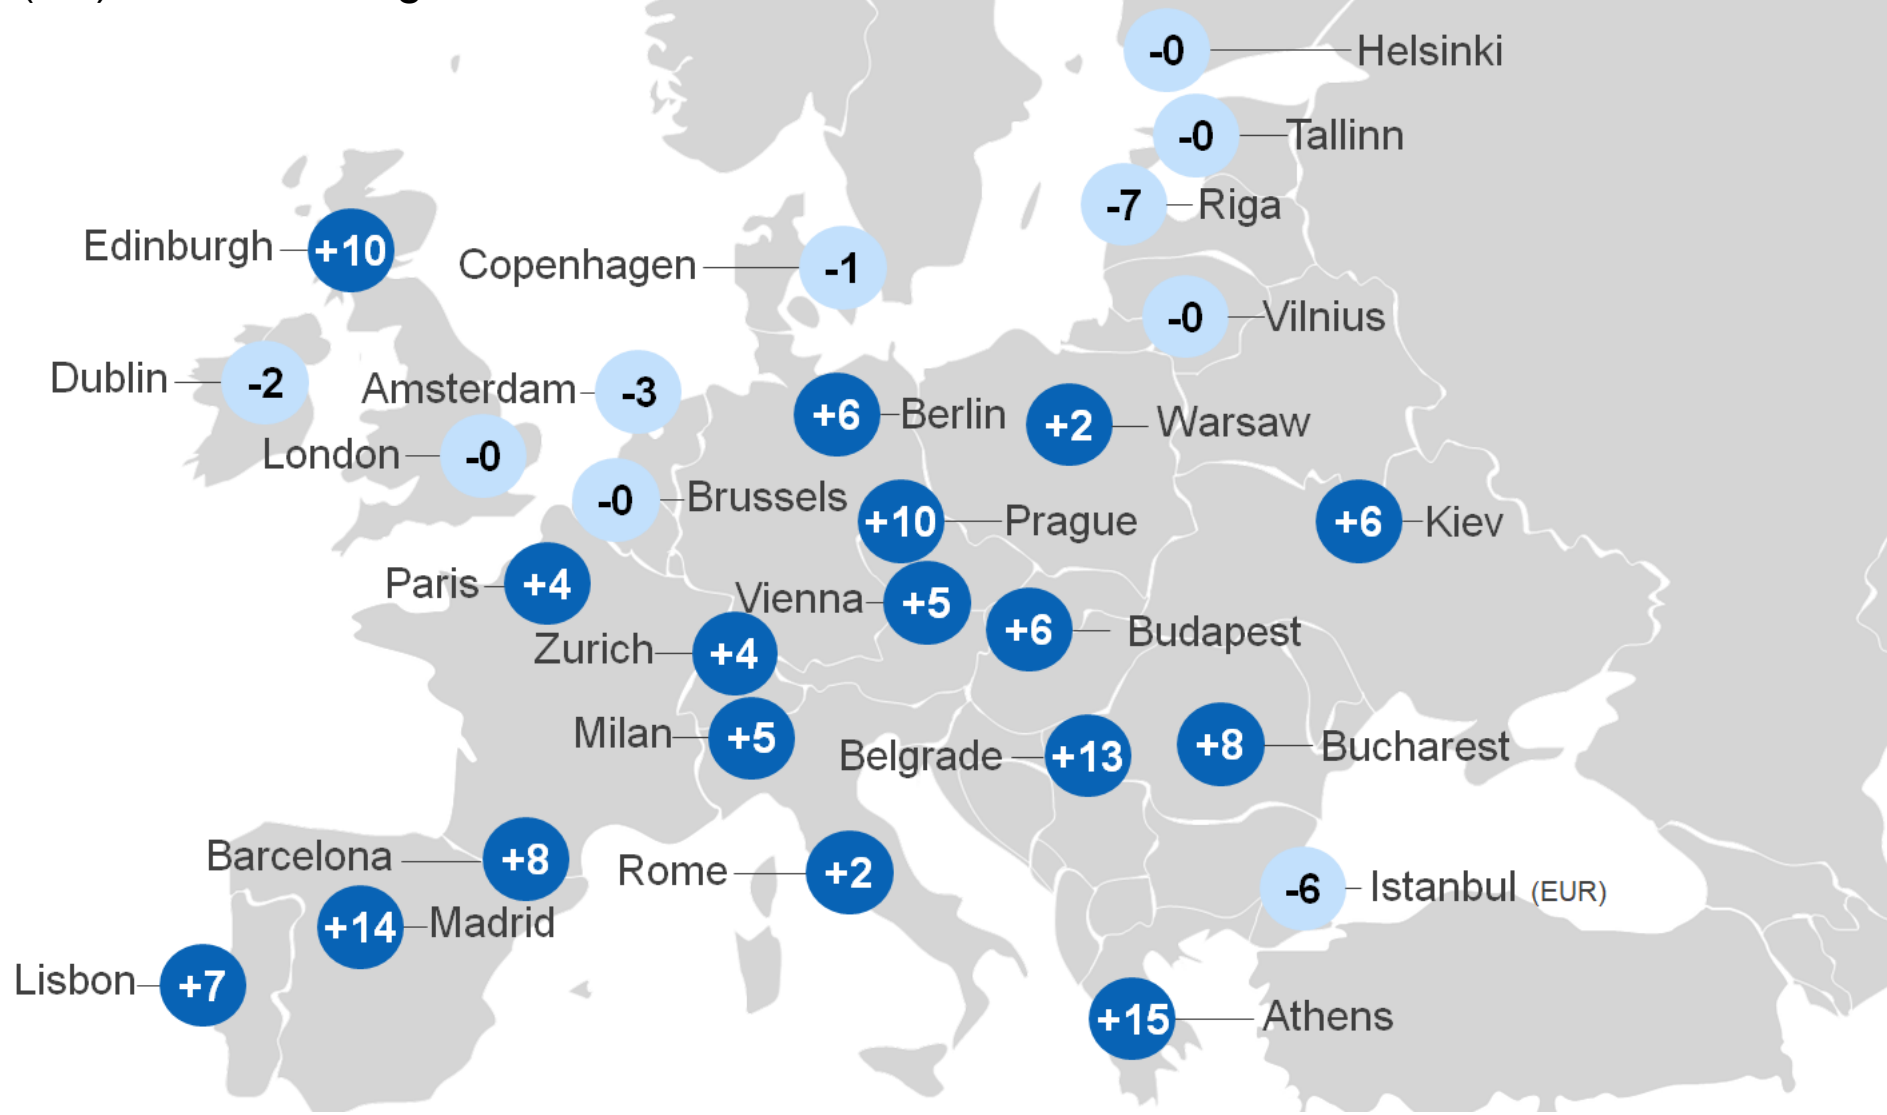 -0 Helsinki
-0 Tallinn
-7 Riga
Edinburgh +10
Copenhagen -1
-0 Vilnius
Dublin -2
Amsterdam -3
+6 Berlin
+2 Warsaw
London -0
-0 Brussels
+10 Prague
+6 Kiev
Paris +4
Vienna +5
+6 Budapest
Zurich +4
Milan +5
Belgrade +13
+8 Bucharest
Barcelona +8
Rome +2
-6 Istanbul (EUR)
+14 Madrid
Lisbon +7
+15 Athens